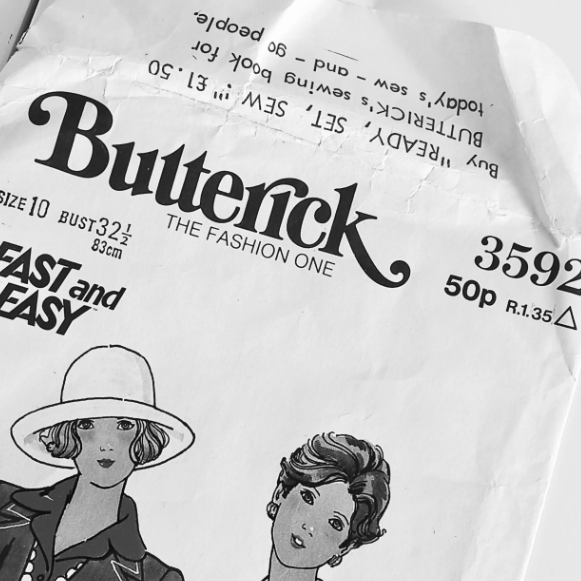 Buy "READY, SET, SEW !" £1.50
BUTTERICK's sewing book for
today's sew - and - go people.
Butterick
THE FASHION ONE
SIZE 10 BUST 32½
83cm
3592
50p R.1.35 △
FAST and
EASY